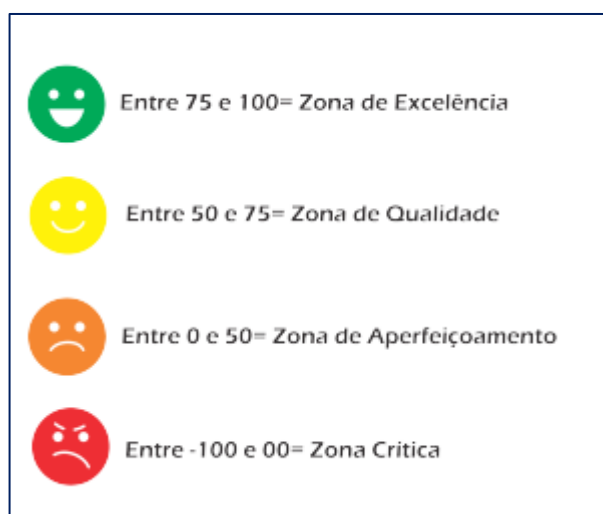 Entre 75 e 100= Zona de Excelência
Entre 50 e 75= Zona de Qualidade
Entre 0 e 50= Zona de Aperfeiçoamento
Entre -100 e 00= Zona Critica